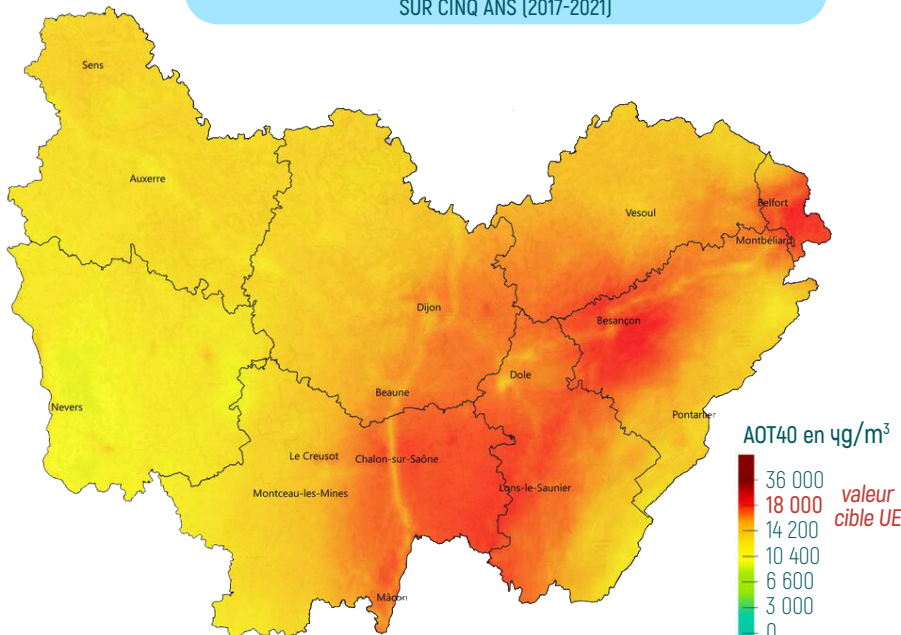 SUR CINQ ANS (2017-2021)
Sens
Auxerre
Belfort
Vesoul
Montbéliard
Dijon
Besançon
Dole
Beaune
Nevers
Pontarlier
Le Creusot
Chalon-sur-Saône
Montceau-les-Mines
Lons-le-Saunier
Mâcon
AOT40 en µg/m³
36 000
18 000
valeur
cible UE
14 200
10 400
6 600
3 000
0